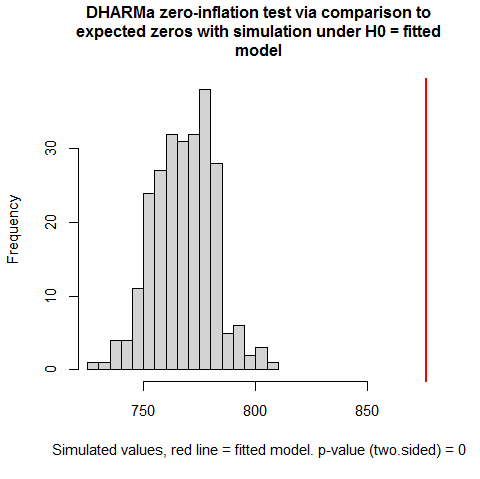 DHARMa zero-inflation test via comparison to
expected zeros with simulation under H0 = fitted
model
Frequency
30
20
10
0
750
800
850
Simulated values, red line = fitted model. p-value (two.sided) = 0